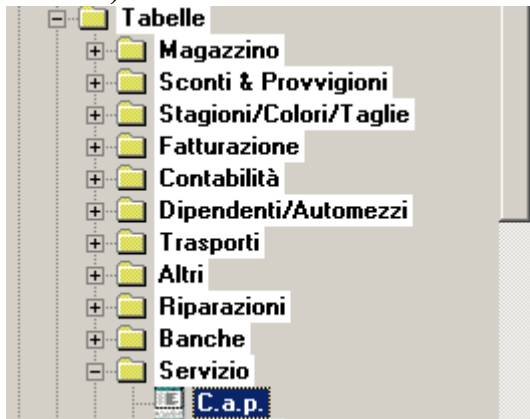 Tabelle
Magazzino
Sconti & Provvigioni
Stagioni/Colori/Taglie
Fatturazione
Contabilità
Dipendenti/Automezzi
Trasporti
Altri
Riparazioni
Banche
Servizio
C.a.p.